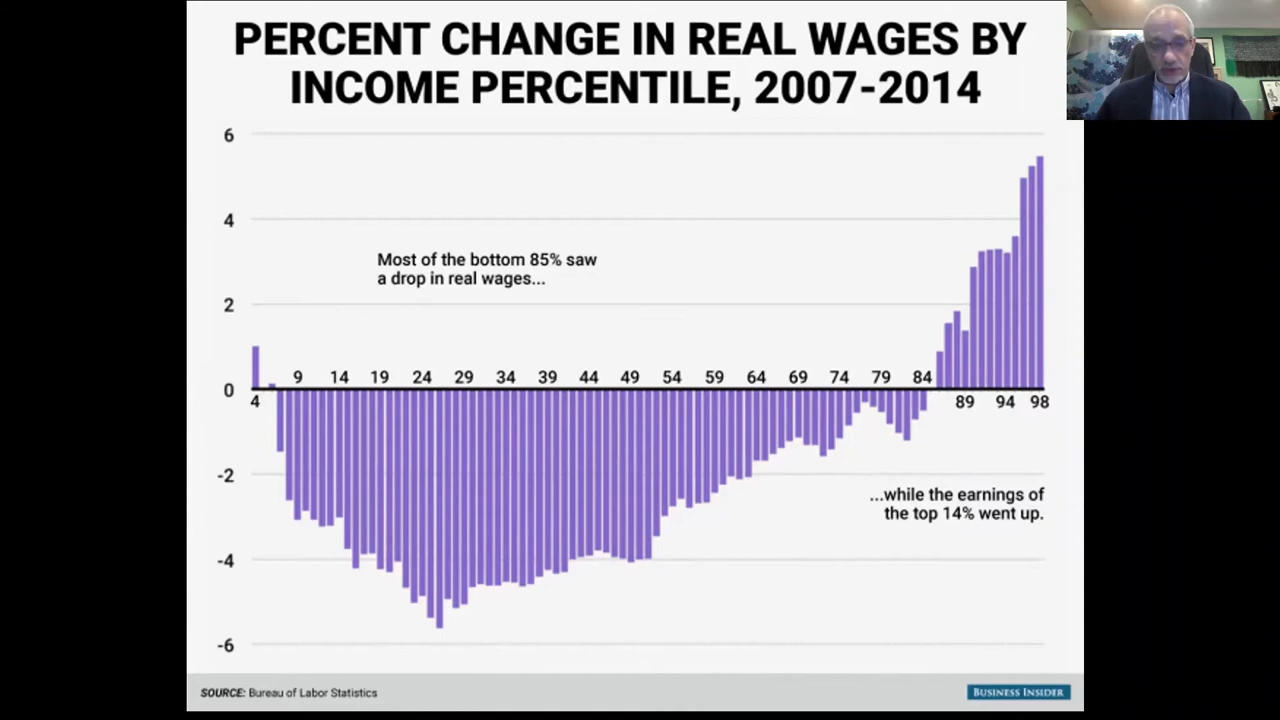 PERCENT CHANGE IN REAL WAGES BY
INCOME PERCENTILE, 2007-2014
6
4
Most of the bottom 85% saw
a drop in real wages...
2
9 14 19 24 29 34 39 44 49 54 59 64 69 74 79 84
0
4 89 94 98
-2
...while the earnings of
the top 14% went up.
-4
-6
SOURCE: Bureau of Labor Statistics
BUSINESS INSIDER